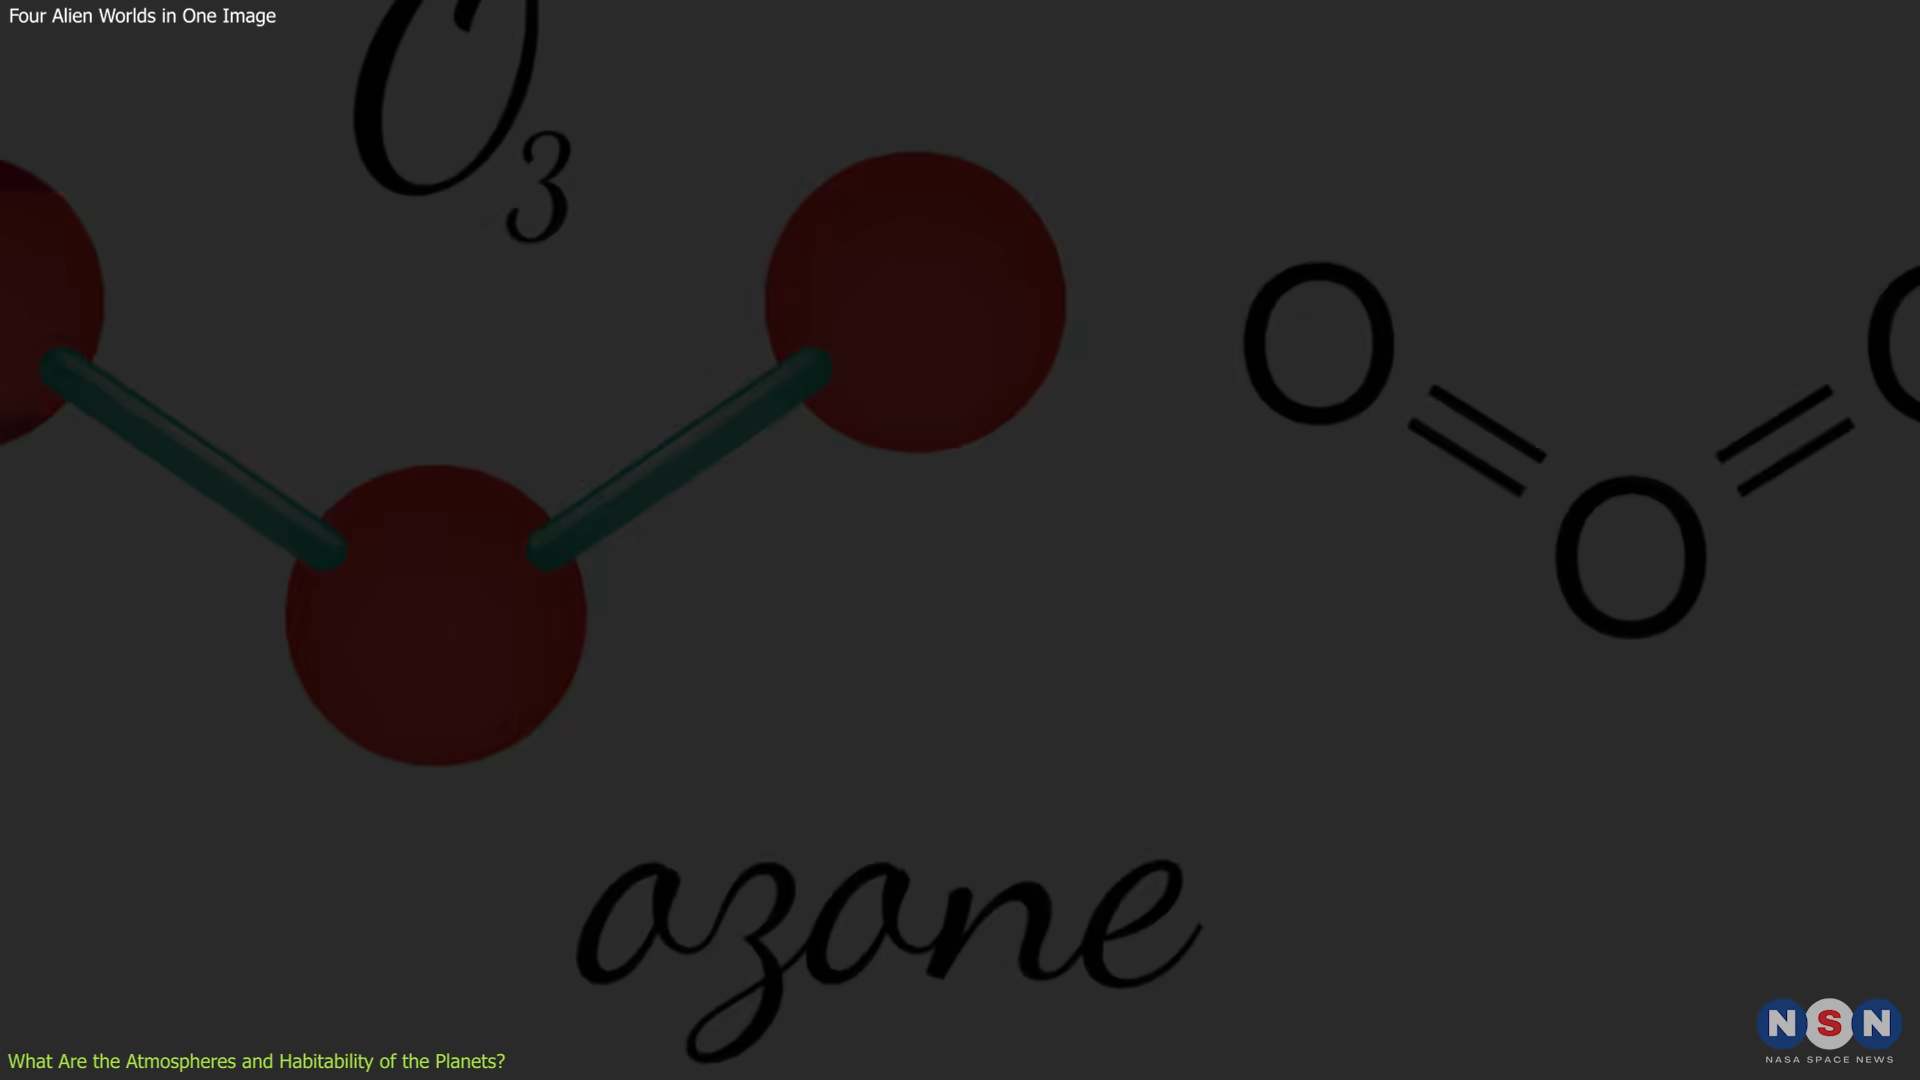 Four Alien Worlds in One Image
O3
O O
O
ozone
What Are the Atmospheres and Habitability of the Planets?
NSN
NASA SPACE NEWS